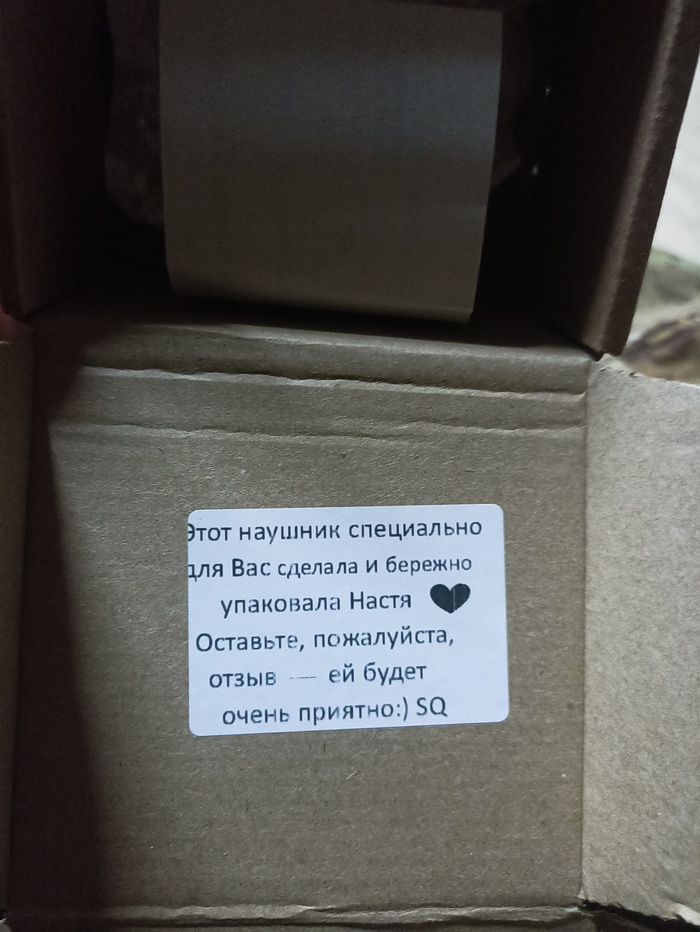 Этот наушник специально
для Вас сделала и бережно
упаковала Настя ♥
Оставьте, пожалуйста,
отзыв — ей будет
очень приятно:) SQ